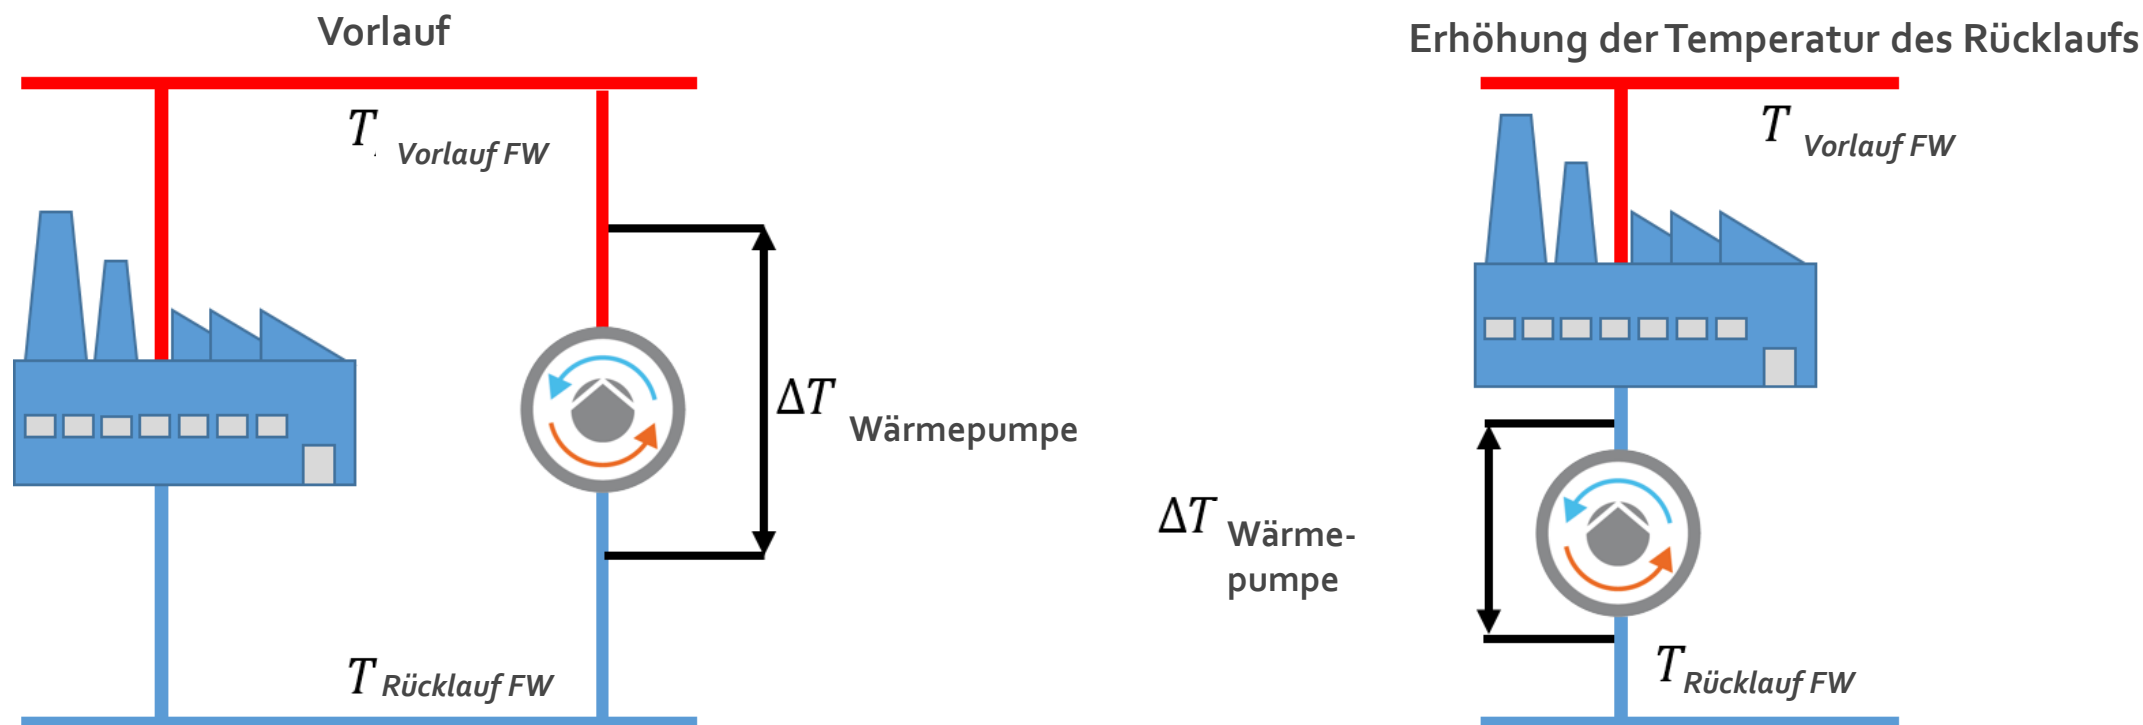 Vorlauf
T Vorlauf FW
ΔT Wärmepumpe
T Rücklauf FW
Erhöhung der Temperatur des Rücklaufs
T Vorlauf FW
ΔT Wärme-
pumpe
T Rücklauf FW